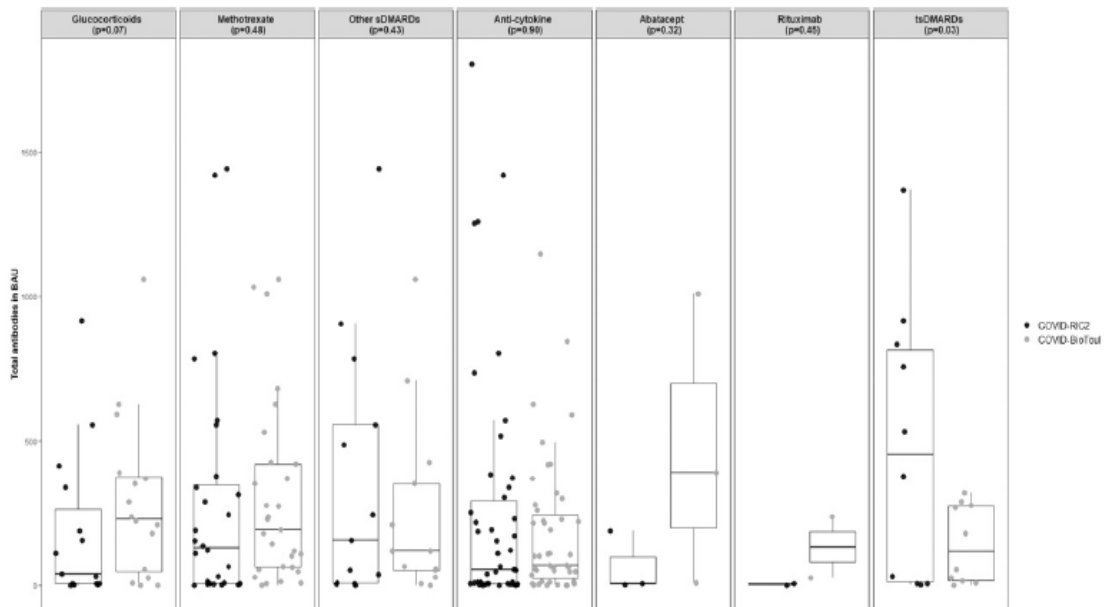 Glucocorticoids
(p=0.07)
Methotrexate
(p=0.48)
Other sDMARDs
(p=0.43)
Anti-cytokine
(p=0.90)
Abatacept
(p=0.32)
Rituximab
(p=0.45)
tsDMARDs
(p=0.03)
Total antibodies in BAU
1500
1000
500
0
COVID-RIC2
COVID-BioToul